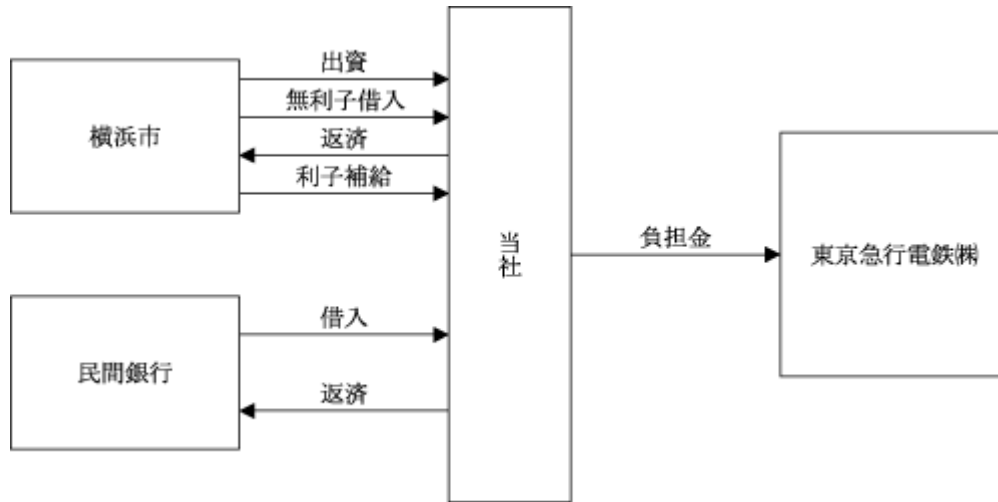 横浜市
出資
無利子借入
返済
利子補給
民間銀行
借入
返済
当社
負担金
東京急行電鉄㈱